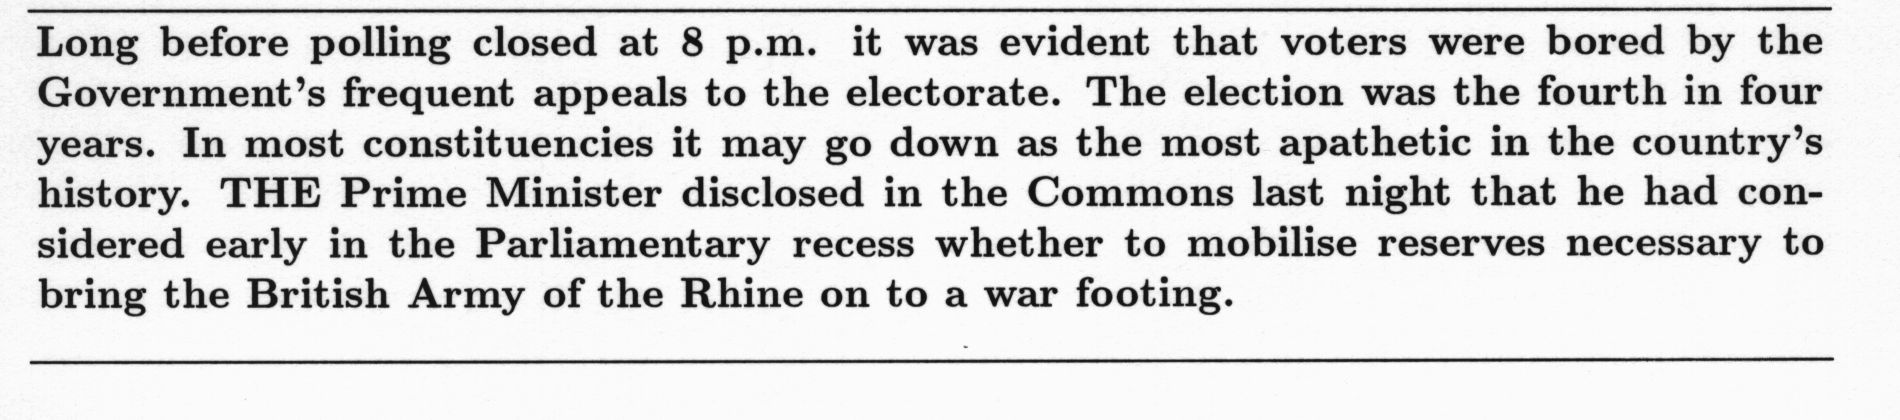 Long before polling closed at 8 p.m. it was evident that voters were bored by the
Government's frequent appeals to the electorate. The election was the fourth in four
years. In most constituencies it may go down as the most apathetic in the country's
history. THE Prime Minister disclosed in the Commons last night that he had con-
sidered early in the Parliamentary recess whether to mobilise reserves necessary to
bring the British Army of the Rhine on to a war footing.